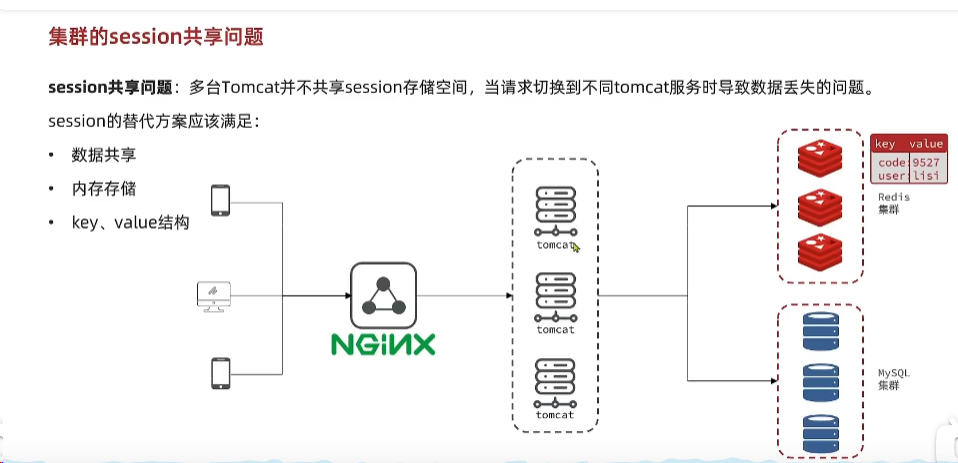 集群的session共享问题
session共享问题：多台Tomcat并不共享session存储空间，当请求切换到不同tomcat服务时导致数据丢失的问题。
session的替代方案应该满足：
• 数据共享
• 内存存储
• key、value结构
NGINX
tomcat
tomcat
tomcat
key value
code: 9527
user: lisi
Redis
集群
MySQL
集群